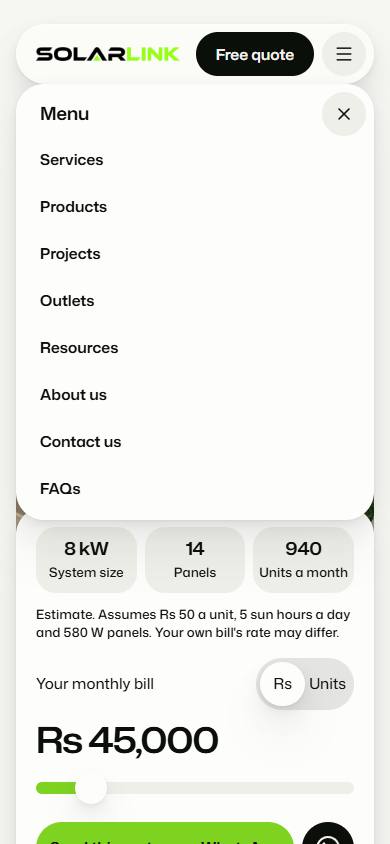 SOLARLINK
Free quote
Menu
Services
Products
Projects
Outlets
Resources
About us
Contact us
FAQs
8 kW
System size
14
Panels
940
Units a month
Estimate. Assumes Rs 50 a unit, 5 sun hours a day
and 580 W panels. Your own bill's rate may differ.
Your monthly bill
Rs
Units
Rs 45,000